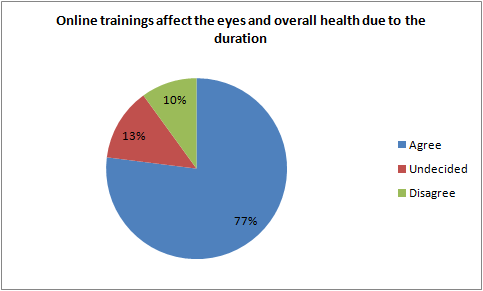 Online trainings affect the eyes and overall health due to the
duration
10%
13%
77%
Agree
Undecided
Disagree